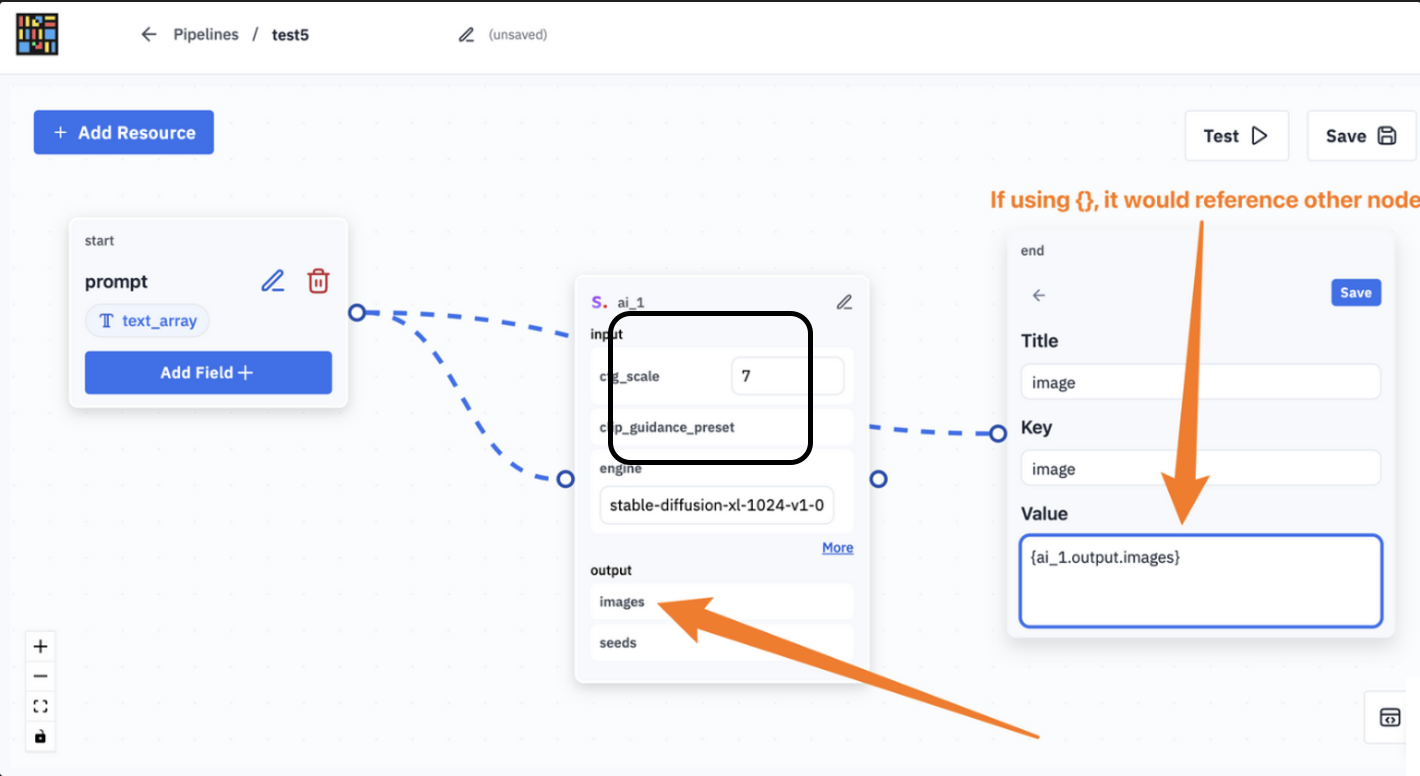 Pipelines / test5 (unsaved)
+ Add Resource
Test
Save
If using {}, it would reference other node
start
prompt
text_array
Add Field +
S. ai_1
input
cfg_scale
7
clip_guidance_preset
engine
stable-diffusion-xl-1024-v1-0
More
output
images
seeds
end
Save
Title
image
Key
image
Value
{ai_1.output.images}